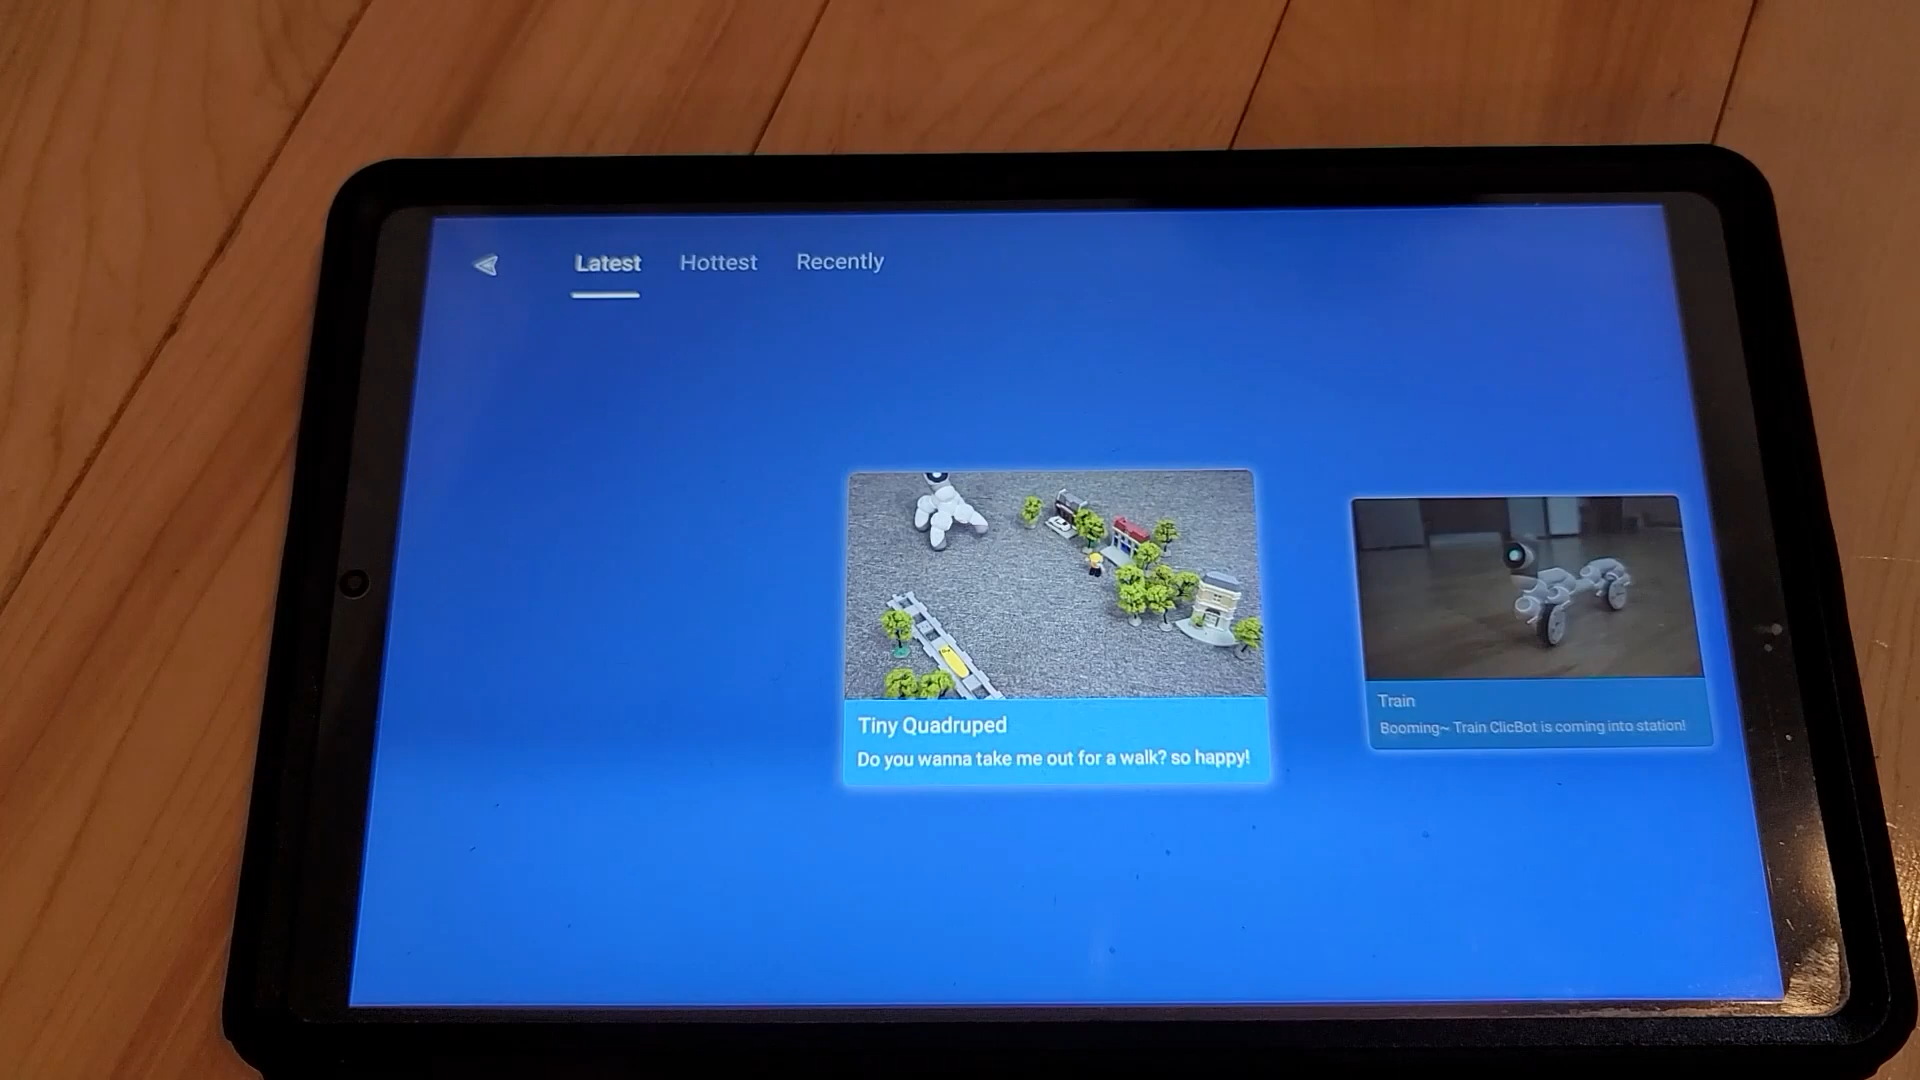 Latest
Hottest
Recently
Tiny Quadruped
Do you wanna take me out for a walk? so happy!
Train
Booming~ Train ClicBot is coming into station!